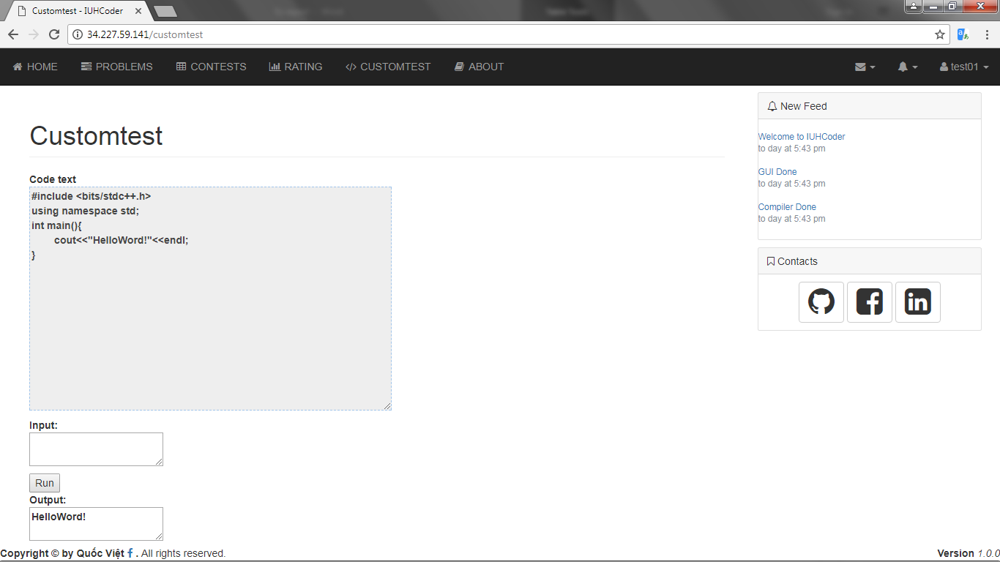 Customtest - IUHCoder
34.227.59.141/customtest
HOME PROBLEMS CONTESTS RATING CUSTOMTEST ABOUT test01
Customtest
Code text
#include <bits/stdc++.h>
using namespace std;
int main(){
cout<<"HelloWord!"<<endl;
}
Input:
Run
Output:
HelloWord!
New Feed
Welcome to IUHCoder
to day at 5:43 pm
GUI Done
to day at 5:43 pm
Compiler Done
to day at 5:43 pm
Contacts
Copyright © by Quốc Việt . All rights reserved.
Version 1.0.0